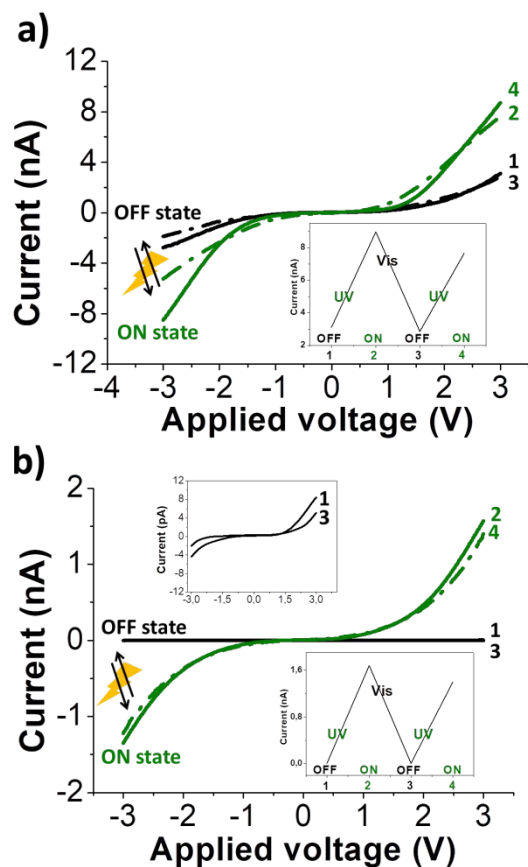 a)
Current (nA)
12
8
4
0
-4
-8
-12
4
2
1
3
OFF state
ON state
Current (nA)
8
6
4
2
UV
Vis
UV
OFF ON OFF ON
1 2 3 4
-4 -3 -2 -1 0 1 2 3
Applied voltage (V)
b)
Current (nA)
2
1
0
-1
-2
Current (pA)
12
8
4
0
-4
-8
-12
1
3
-3,0 -1,5 0,0 1,5 3,0
2
4
OFF state
1
3
ON state
Current (nA)
1,6
0,8
0,0
UV
Vis
UV
OFF ON OFF ON
1 2 3 4
-3 -2 -1 0 1 2 3
Applied voltage (V)